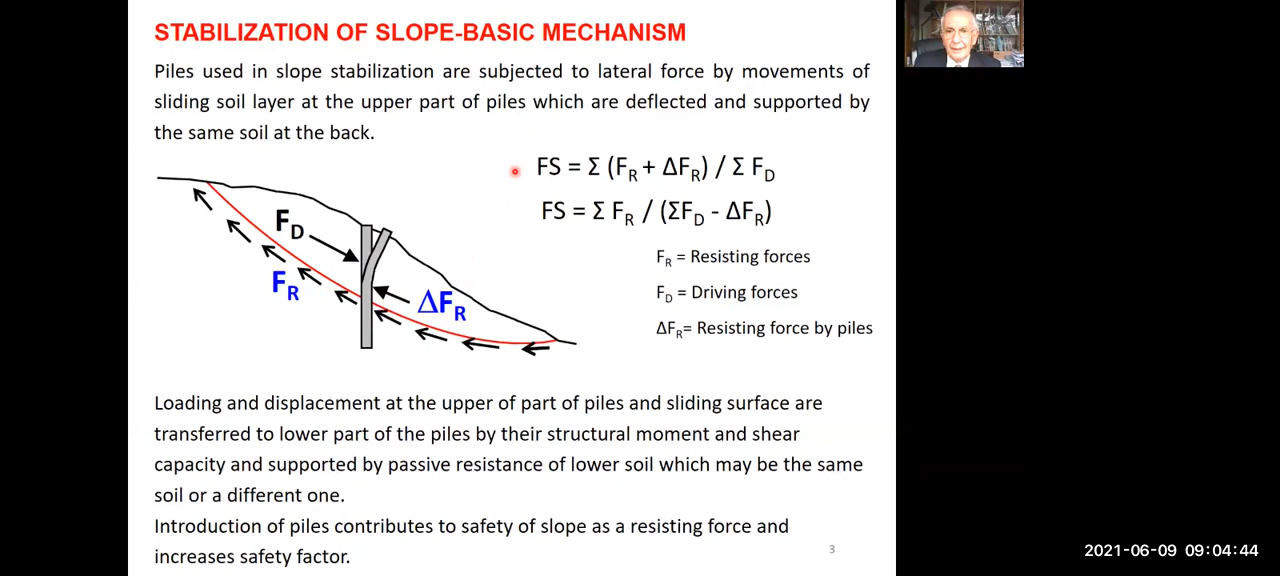 STABILIZATION OF SLOPE-BASIC MECHANISM
Piles used in slope stabilization are subjected to lateral force by movements of
sliding soil layer at the upper part of piles which are deflected and supported by
the same soil at the back.
FS = Σ (FR + ΔFR) / Σ FD
FS = Σ FR / (ΣFD - ΔFR)
FR = Resisting forces
FD = Driving forces
ΔFR= Resisting force by piles
FD
FR
ΔFR
Loading and displacement at the upper of part of piles and sliding surface are
transferred to lower part of the piles by their structural moment and shear
capacity and supported by passive resistance of lower soil which may be the same
soil or a different one.
Introduction of piles contributes to safety of slope as a resisting force and
increases safety factor.
3
2021-06-09 09:04:44